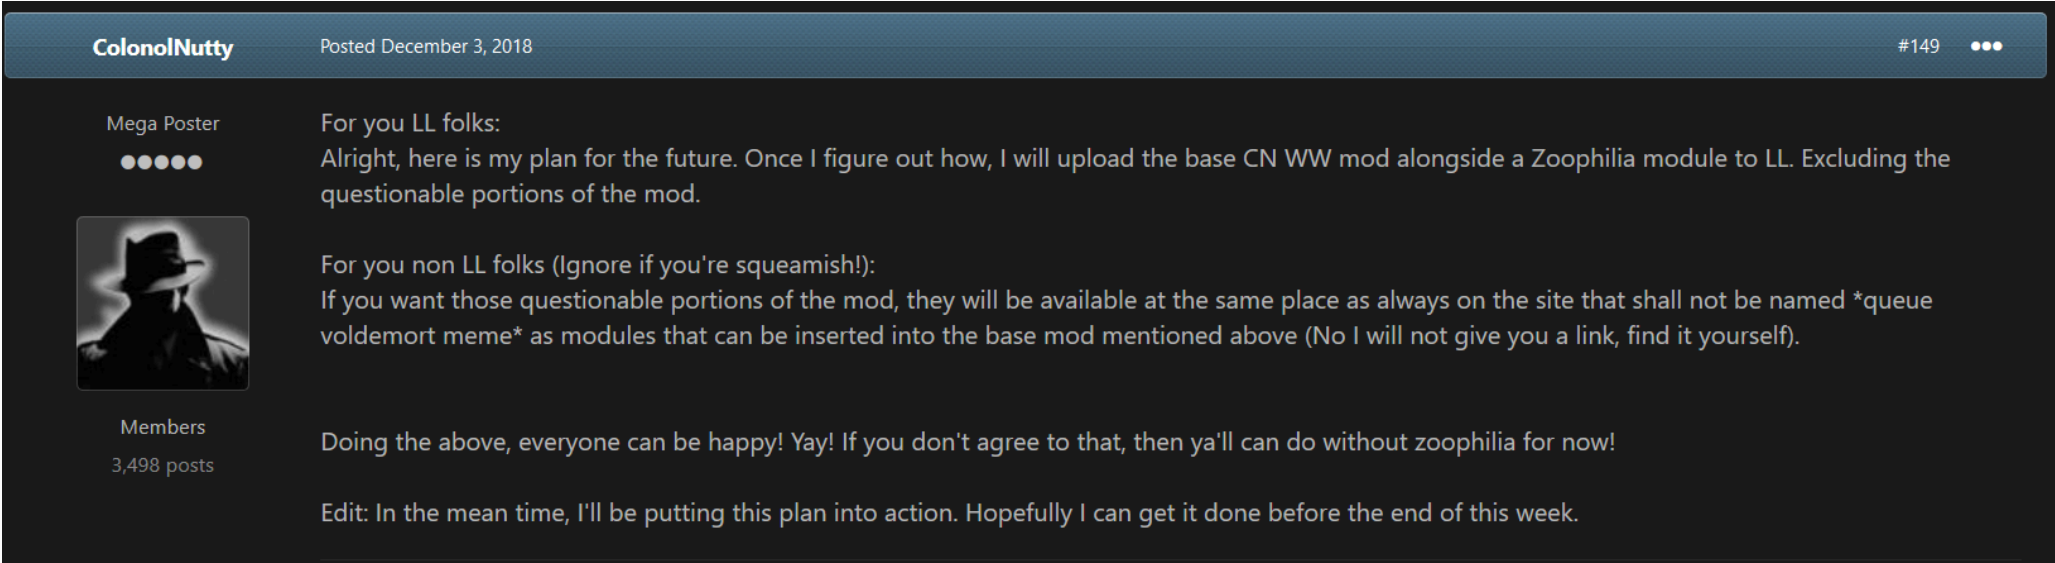 ColonolNutty
Posted December 3, 2018
#149 •••
Mega Poster
For you LL folks:
Alright, here is my plan for the future. Once I figure out how, I will upload the base CN WW mod alongside a Zoophilia module to LL. Excluding the
questionable portions of the mod.
For you non LL folks (Ignore if you're squeamish!):
If you want those questionable portions of the mod, they will be available at the same place as always on the site that shall not be named *queue
voldemort meme* as modules that can be inserted into the base mod mentioned above (No I will not give you a link, find it yourself).
Members
3,498 posts
Doing the above, everyone can be happy! Yay! If you don't agree to that, then ya'll can do without zoophilia for now!
Edit: In the mean time, I'll be putting this plan into action. Hopefully I can get it done before the end of this week.